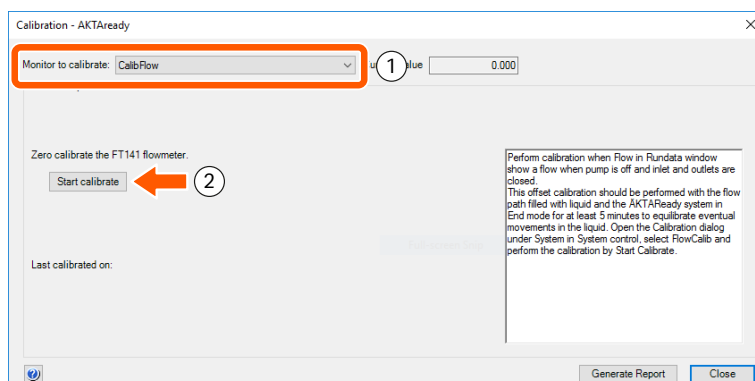 Calibration - AKTAready
Monitor to calibrate: CalibFlow
1
alue 0.000
Zero calibrate the FT141 flowmeter.
Start calibrate
2
Perform calibration when Flow in Rundata window
show a flow when pump is off and inlet and outlets are
closed.
This offset calibration should be performed with the flow
path filled with liquid and the ÄKTAReady system in
End mode for at least 5 minutes to equilibrate eventual
movements in the liquid. Open the Calibration dialog
under System in System control, select FlowCalib and
perform the calibration by Start Calibrate.
Last calibrated on:
Generate Report
Close